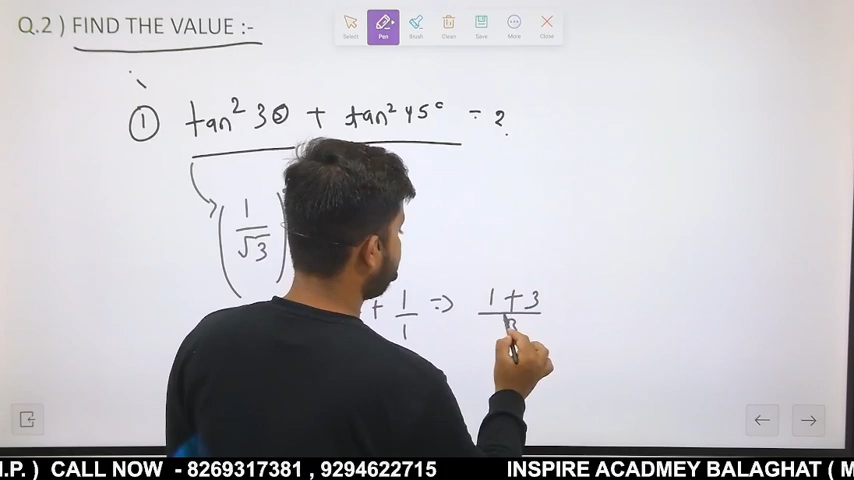 Q.2 ) FIND THE VALUE :-
Select Pen Brush Clean Save More Close
① tan² 30 + tan² 45° = ?
(1/√3)
+ 1/1 ⇒ 1+3/3
I.P. ) CALL NOW - 8269317381 , 9294622715 INSPIRE ACADMEY BALAGHAT ( M